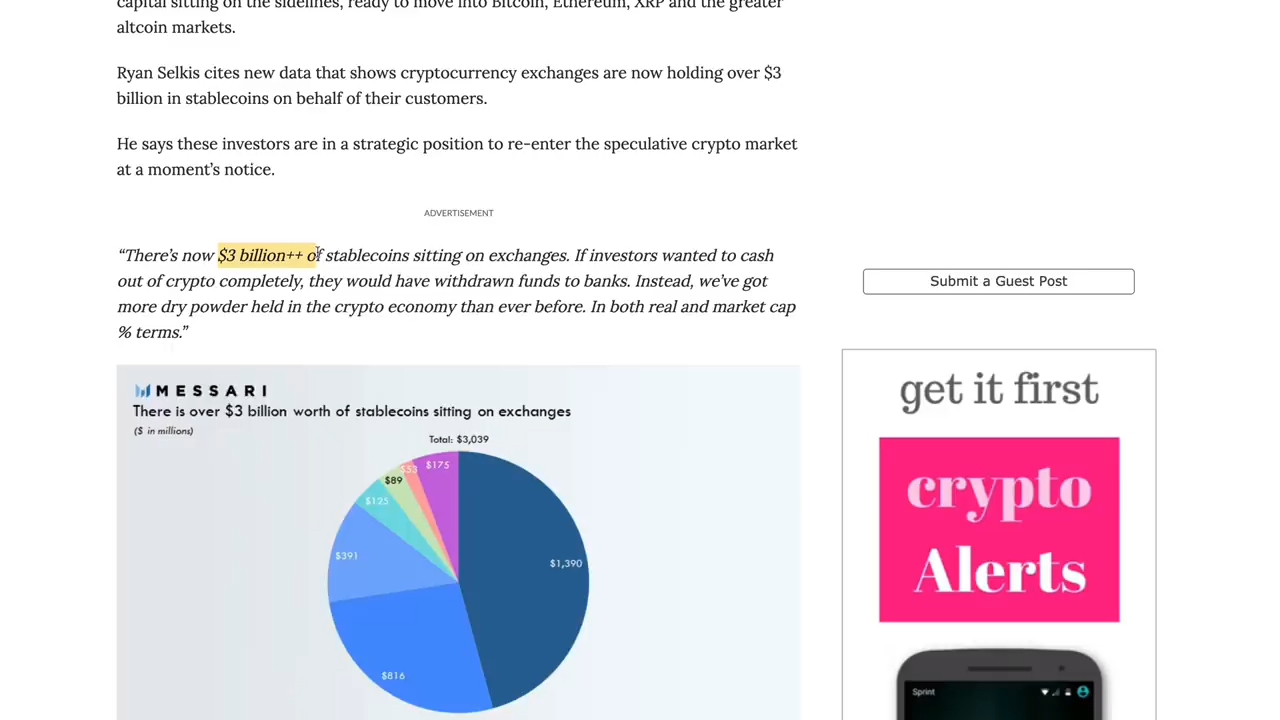 capital sitting on the sidelines, ready to move into Bitcoin, Ethereum, XRP and the greater
altcoin markets.
Ryan Selkis cites new data that shows cryptocurrency exchanges are now holding over $3
billion in stablecoins on behalf of their customers.
He says these investors are in a strategic position to re-enter the speculative crypto market
at a moment’s notice.
ADVERTISEMENT
“There’s now $3 billion++ of stablecoins sitting on exchanges. If investors wanted to cash
out of crypto completely, they would have withdrawn funds to banks. Instead, we’ve got
more dry powder held in the crypto economy than ever before. In both real and market cap
% terms.”
MESSARI
There is over $3 billion worth of stablecoins sitting on exchanges
($ in millions)
Total: $3,039
$175
$53
$89
$125
$391
$1,390
$816
Submit a Guest Post
get it first
crypto
Alerts
Sprint